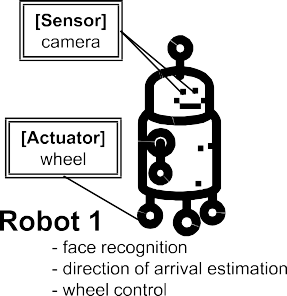 [Sensor]
camera
[Actuator]
wheel
Robot 1
- face recognition
- direction of arrival estimation
- wheel control